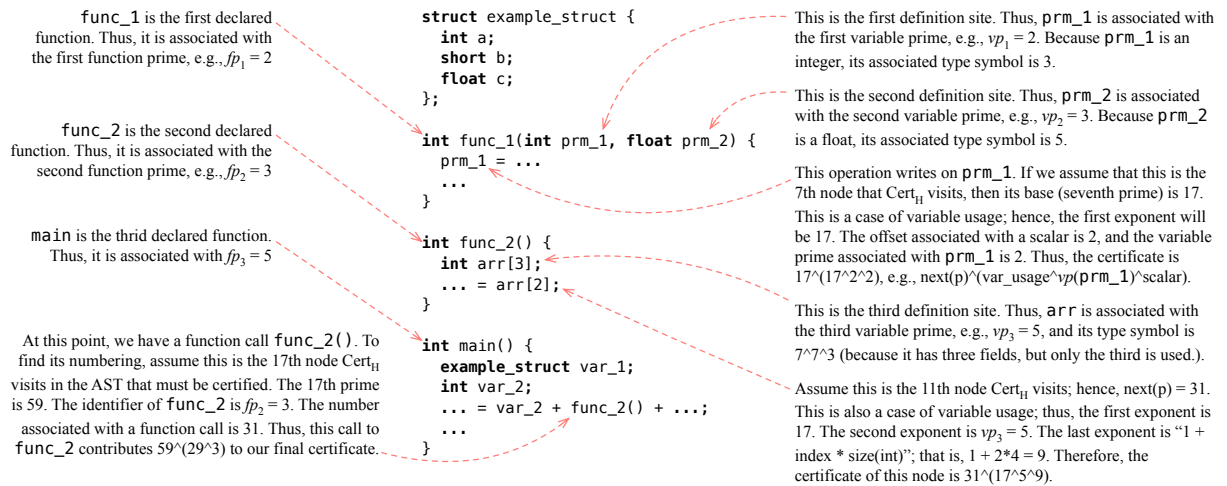 func_1 is the first declared
function. Thus, it is associated with
the first function prime, e.g., fp1 = 2
func_2 is the second declared
function. Thus, it is associated with the
second function prime, e.g., fp2 = 3
main is the thrid declared function.
Thus, it is associated with fp3 = 5
At this point, we have a function call func_2(). To
find its numbering, assume this is the 17th node CertH
visits in the AST that must be certified. The 17th prime
is 59. The identifier of func_2 is fp2 = 3. The number
associated with a function call is 31. Thus, this call to
func_2 contributes 59^(29^3) to our final certificate.
struct example_struct {
int a;
short b;
float c;
};
int func_1(int prm_1, float prm_2) {
prm_1 = ...
...
}
int func_2() {
int arr[3];
... = arr[2];
}
int main() {
example_struct var_1;
int var_2;
... = var_2 + func_2() + ...;
...
}
This is the first definition site. Thus, prm_1 is associated with
the first variable prime, e.g., vp1 = 2. Because prm_1 is an
integer, its associated type symbol is 3.
This is the second definition site. Thus, prm_2 is associated
with the second variable prime, e.g., vp2 = 3. Because prm_2
is a float, its associated type symbol is 5.
This operation writes on prm_1. If we assume that this is the
7th node that CertH visits, then its base (seventh prime) is 17.
This is a case of variable usage; hence, the first exponent will
be 17. The offset associated with a scalar is 2, and the variable
prime associated with prm_1 is 2. Thus, the certificate is
17^(17^2^2), e.g., next(p)^(var_usage^vp(prm_1)^scalar).
This is the third definition site. Thus, arr is associated with
the third variable prime, e.g., vp3 = 5, and its type symbol is
7^7^3 (because it has three fields, but only the third is used.).
Assume this is the 11th node CertH visits; hence, next(p) = 31.
This is also a case of variable usage; thus, the first exponent is
17. The second exponent is vp3 = 5. The last exponent is “1 +
index * size(int)”; that is, 1 + 2*4 = 9. Therefore, the
certificate of this node is 31^(17^5^9).